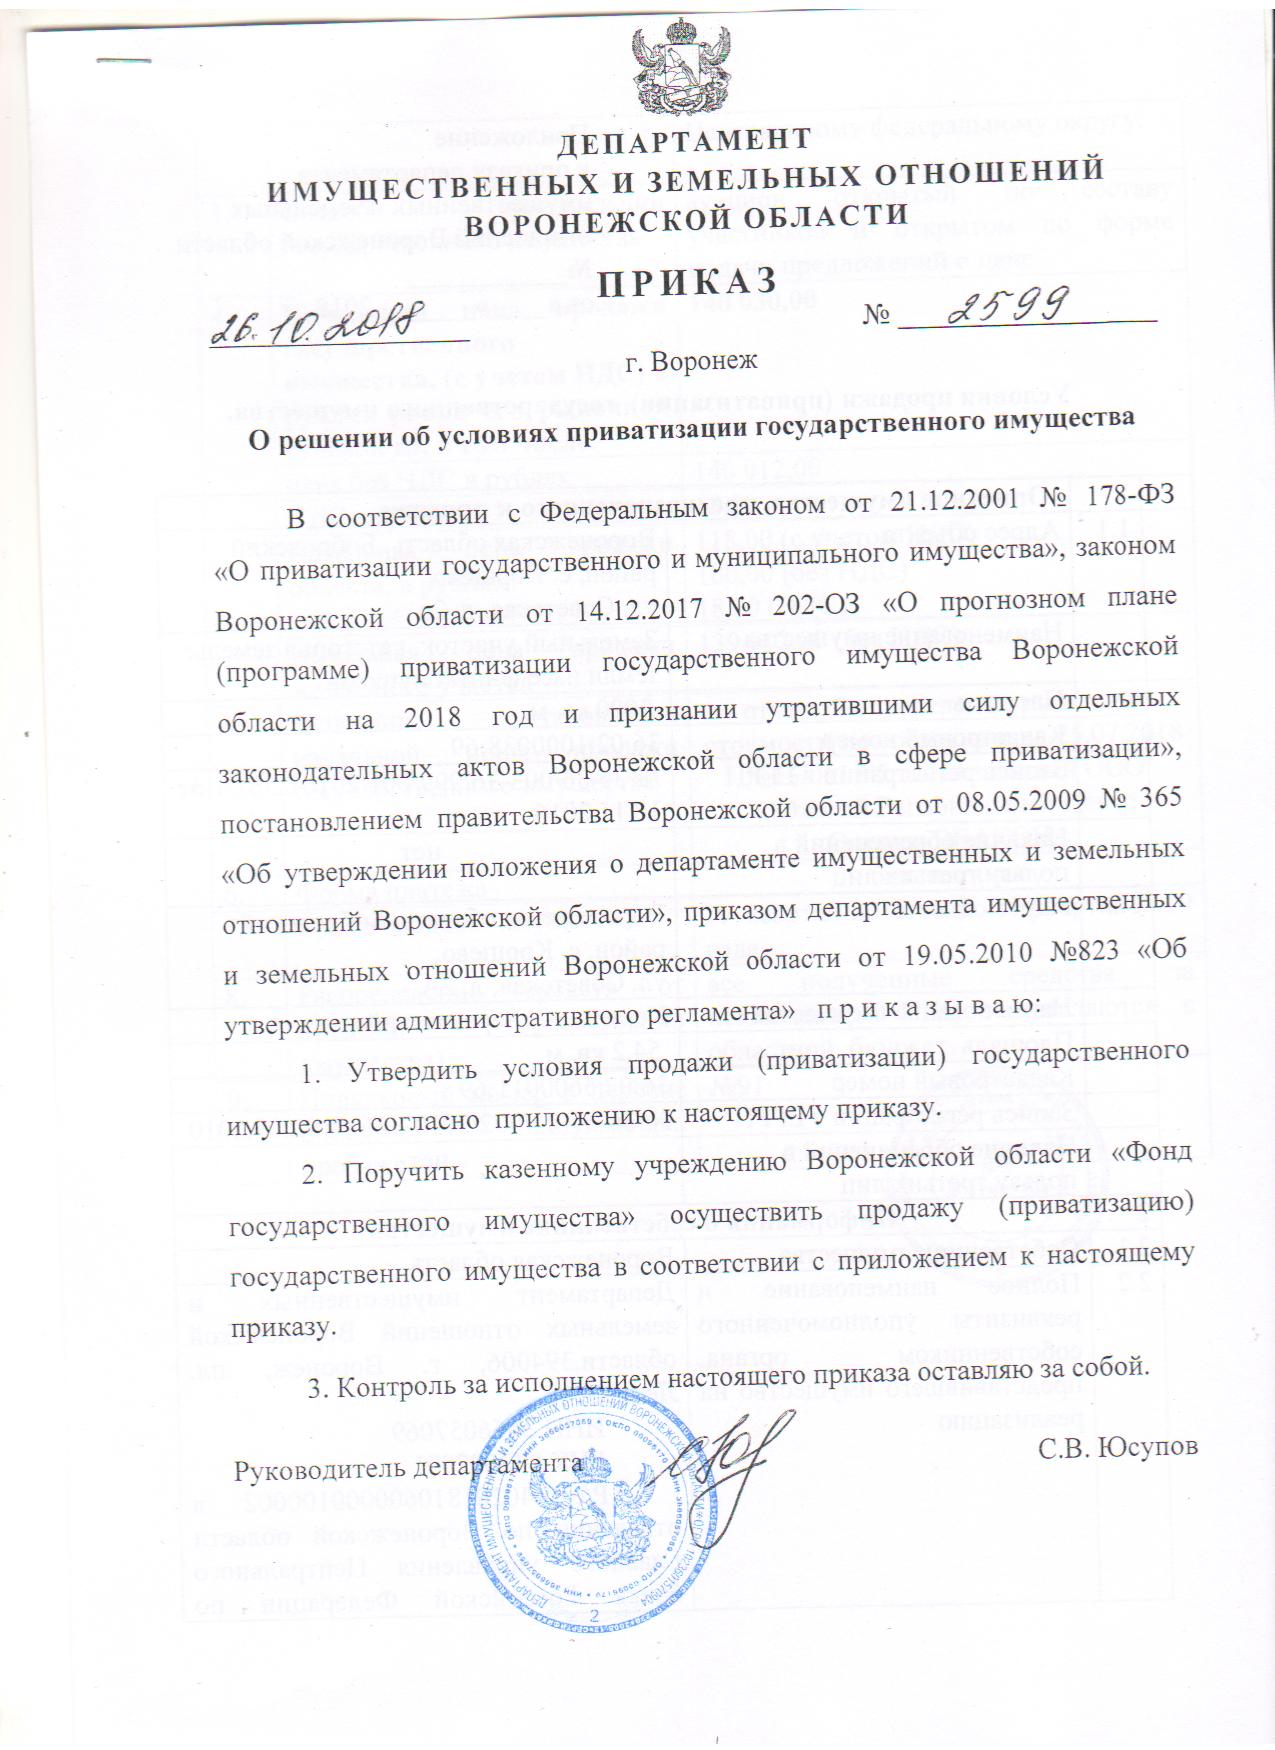 ДЕПАРТАМЕНТ
ИМУЩЕСТВЕННЫХ И ЗЕМЕЛЬНЫХ ОТНОШЕНИЙ
ВОРОНЕЖСКОЙ ОБЛАСТИ
ПРИКАЗ
26.10.2018 № 2599
г. Воронеж
О решении об условиях приватизации государственного имущества
В соответствии с Федеральным законом от 21.12.2001 № 178-ФЗ
«О приватизации государственного и муниципального имущества», законом
Воронежской области от 14.12.2017 № 202-ОЗ «О прогнозном плане
(программе) приватизации государственного имущества Воронежской
области на 2018 год и признании утратившими силу отдельных
законодательных актов Воронежской области в сфере приватизации»,
постановлением правительства Воронежской области от 08.05.2009 № 365
«Об утверждении положения о департаменте имущественных и земельных
отношений Воронежской области», приказом департамента имущественных
и земельных отношений Воронежской области от 19.05.2010 №823 «Об
утверждении административного регламента» п р и к а з ы в а ю:
1. Утвердить условия продажи (приватизации) государственного
имущества согласно приложению к настоящему приказу.
2. Поручить казенному учреждению Воронежской области «Фонд
государственного имущества» осуществить продажу (приватизацию)
государственного имущества в соответствии с приложением к настоящему
приказу.
3. Контроль за исполнением настоящего приказа оставляю за собой.
Руководитель департамента С.В. Юсупов
ДЕПАРТАМЕНТ ИМУЩЕСТВЕННЫХ И ЗЕМЕЛЬНЫХ ОТНОШЕНИЙ ВОРОНЕЖСКОЙ ОБЛАСТИ
2